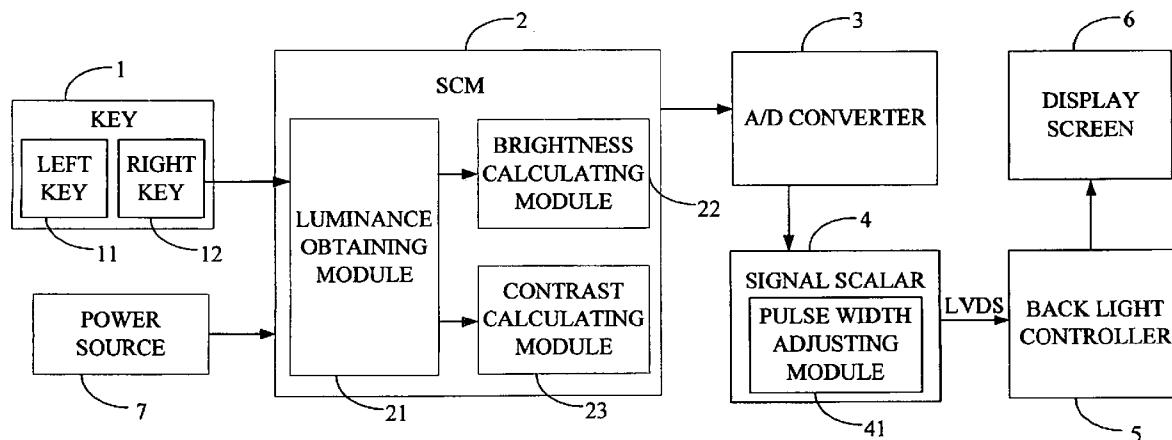 1
KEY
LEFT
KEY
RIGHT
KEY
11
12
POWER
SOURCE
7
2
SCM
LUMINANCE
OBTAINING
MODULE
21
BRIGHTNESS
CALCULATING
MODULE
22
CONTRAST
CALCULATING
MODULE
23
3
A/D CONVERTER
4
SIGNAL SCALAR
PULSE WIDTH
ADJUSTING
MODULE
41
LVDS
6
DISPLAY
SCREEN
BACK LIGHT
CONTROLLER
5